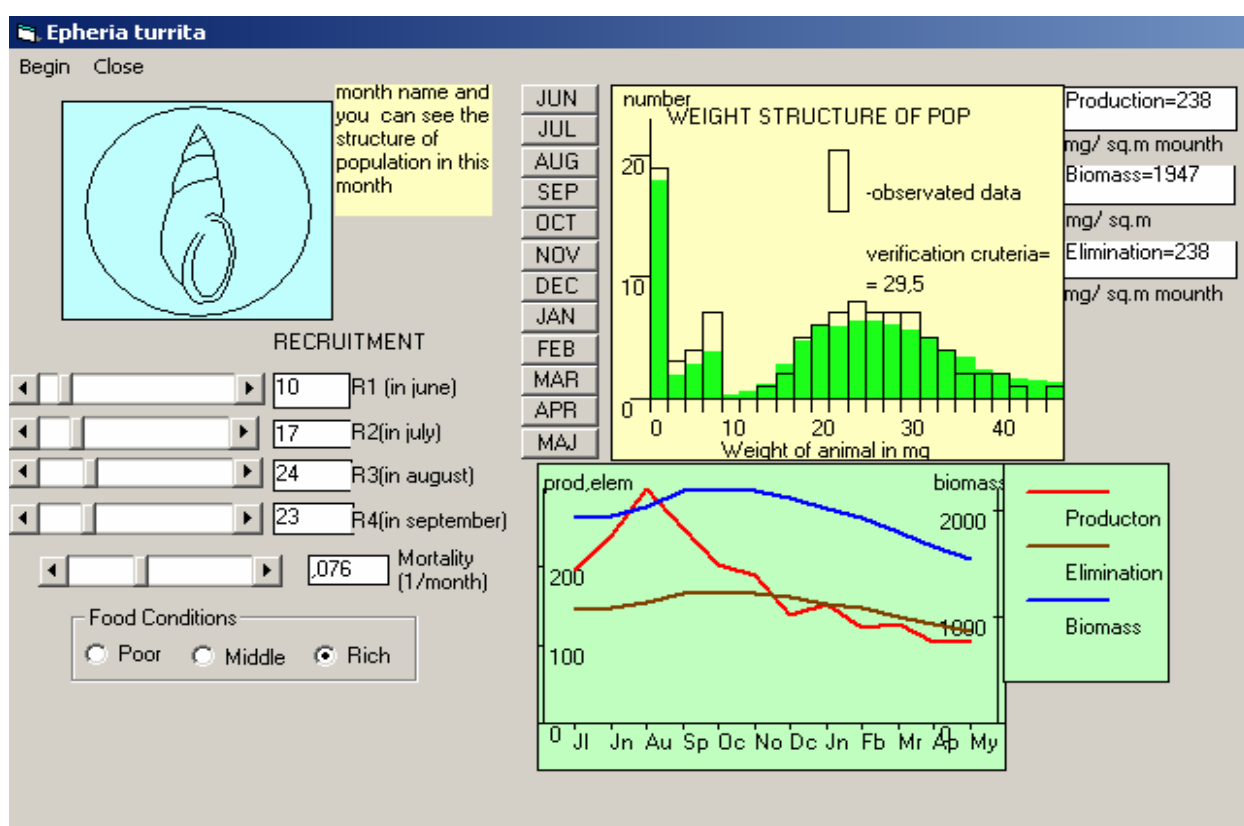 Epheria turrita
Begin Close
month name and
you can see the
structure of
population in this
month
JUN
JUL
AUG
SEP
OCT
NOV
DEC
JAN
FEB
MAR
APR
MAJ
number
WEIGHT STRUCTURE OF POP
20
-observated data
verification cruteria=
= 29,5
10
0
0 10 20 30 40
Weight of animal in mg
Production=238
mg/ sq.m mounth
Biomass=1947
mg/ sq.m
Elimination=238
mg/ sq.m mounth
RECRUITMENT
10 R1 (in june)
17 R2(in july)
24 R3(in august)
23 R4(in september)
,076 Mortality
(1/month)
Food Conditions
Poor Middle Rich
prod,elem biomass
2000
200
1000
100
0 0
Jl Jn Au Sp Oc No Dc Jn Fb Mr Ap My
Producton
Elimination
Biomass